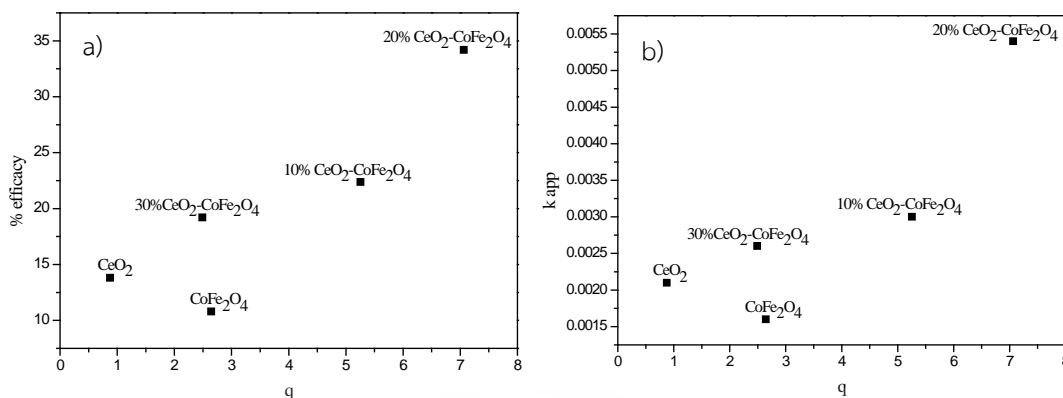 a)
% efficacy
35
30
25
20
15
10
20% CeO2-CoFe2O4
10% CeO2-CoFe2O4
30%CeO2-CoFe2O4
CeO2
CoFe2O4
0 1 2 3 4 5 6 7 8
q
b)
k app
0.0055
0.0050
0.0045
0.0040
0.0035
0.0030
0.0025
0.0020
0.0015
20% CeO2-CoFe2O4
10% CeO2-CoFe2O4
30%CeO2-CoFe2O4
CeO2
CoFe2O4
0 1 2 3 4 5 6 7 8
q